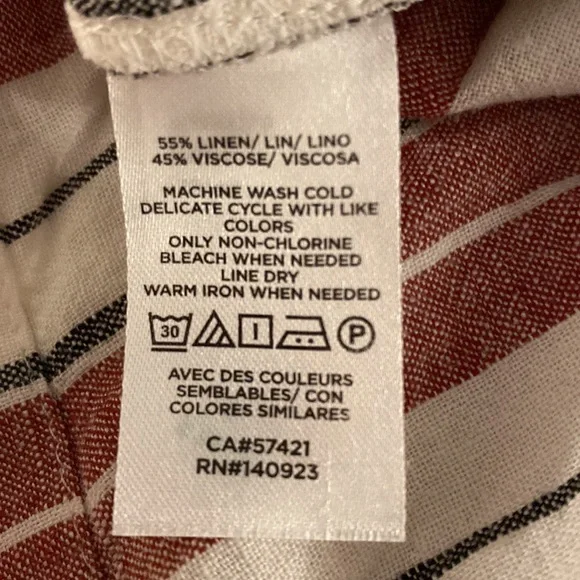 55% LINEN/ LIN/ LINO
45% VISCOSE/ VISCOSA
MACHINE WASH COLD
DELICATE CYCLE WITH LIKE
COLORS
ONLY NON-CHLORINE
BLEACH WHEN NEEDED
LINE DRY
WARM IRON WHEN NEEDED
30 P
AVEC DES COULEURS
SEMBLABLES/ CON
COLORES SIMILARES
CA#57421
RN#140923